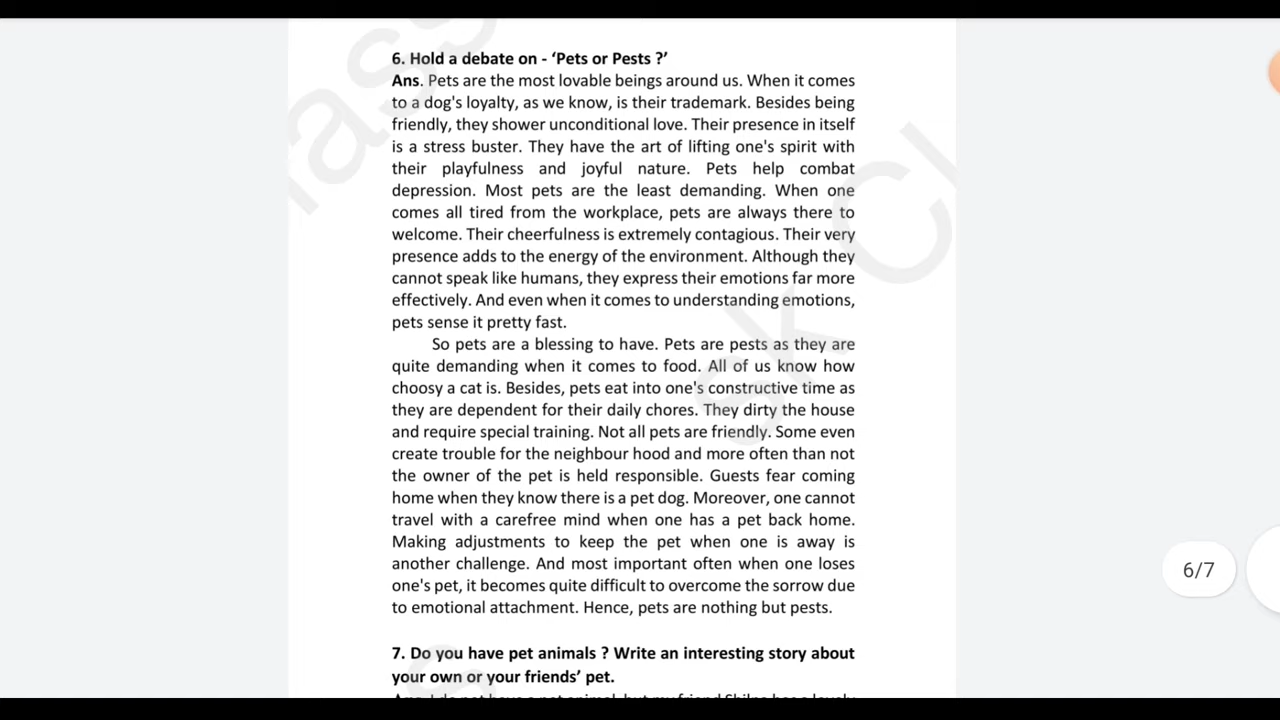 6. Hold a debate on - ‘Pets or Pests ?’
Ans. Pets are the most lovable beings around us. When it comes
to a dog's loyalty, as we know, is their trademark. Besides being
friendly, they shower unconditional love. Their presence in itself
is a stress buster. They have the art of lifting one's spirit with
their playfulness and joyful nature. Pets help combat
depression. Most pets are the least demanding. When one
comes all tired from the workplace, pets are always there to
welcome. Their cheerfulness is extremely contagious. Their very
presence adds to the energy of the environment. Although they
cannot speak like humans, they express their emotions far more
effectively. And even when it comes to understanding emotions,
pets sense it pretty fast.
So pets are a blessing to have. Pets are pests as they are
quite demanding when it comes to food. All of us know how
choosy a cat is. Besides, pets eat into one's constructive time as
they are dependent for their daily chores. They dirty the house
and require special training. Not all pets are friendly. Some even
create trouble for the neighbour hood and more often than not
the owner of the pet is held responsible. Guests fear coming
home when they know there is a pet dog. Moreover, one cannot
travel with a carefree mind when one has a pet back home.
Making adjustments to keep the pet when one is away is
another challenge. And most important often when one loses
one's pet, it becomes quite difficult to overcome the sorrow due
to emotional attachment. Hence, pets are nothing but pests.
6/7
7. Do you have pet animals ? Write an interesting story about
your own or your friends’ pet.